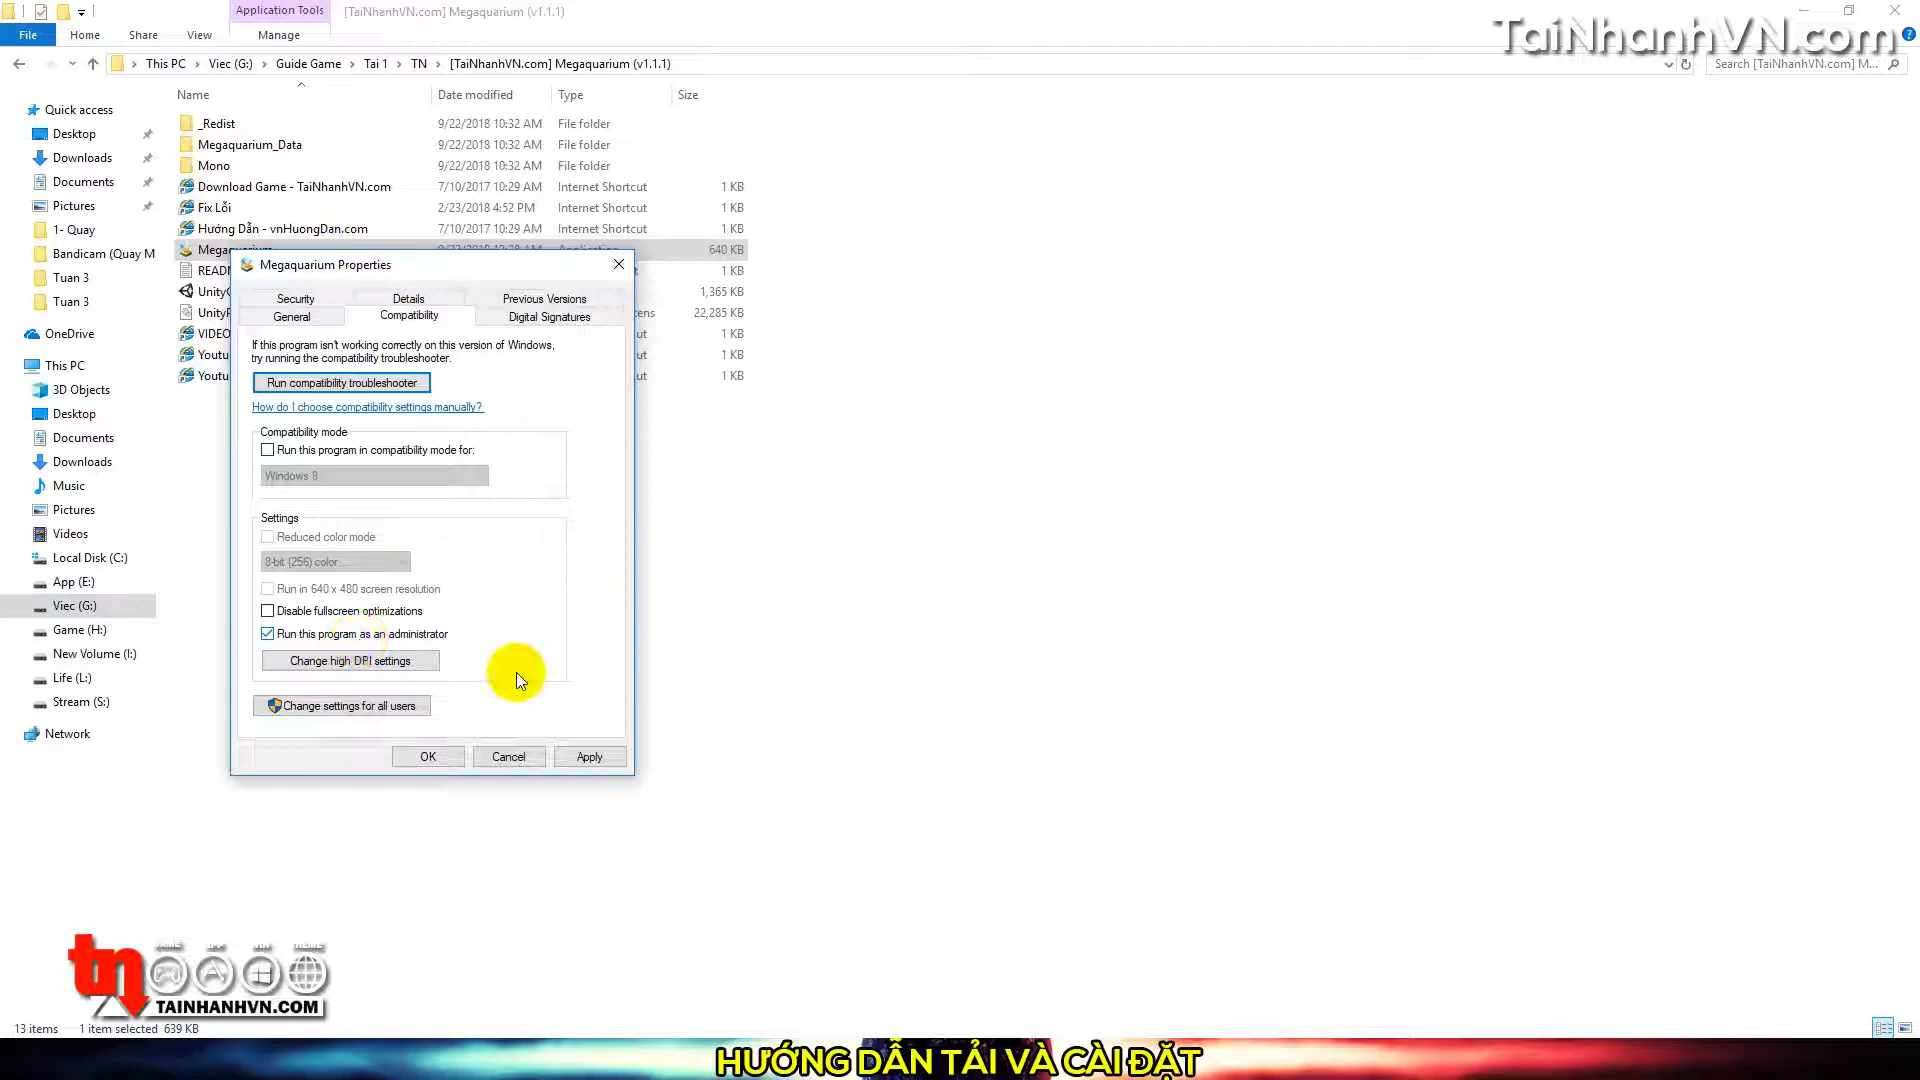 Application Tools
[TaiNhanhVN.com] Megaquarium (v1.1.1)
File
Home
Share
View
Manage
TaiNhanhVN.com
This PC
Viec (G:)
Guide Game
Tai 1
TN
[TaiNhanhVN.com] Megaquarium (v1.1.1)
Search [TaiNhanhVN.com] M...
Name
Date modified
Type
Size
Quick access
Desktop
Downloads
Documents
Pictures
1- Quay
Bandicam (Quay M
Tuan 3
Tuan 3
OneDrive
This PC
3D Objects
Desktop
Documents
Downloads
Music
Pictures
Videos
Local Disk (C:)
App (E:)
Viec (G:)
Game (H:)
New Volume (I:)
Life (L:)
Stream (S:)
Network
_Redist 9/22/2018 10:32 AM File folder
Megaquarium_Data 9/22/2018 10:32 AM File folder
Mono 9/22/2018 10:32 AM File folder
Download Game - TaiNhanhVN.com 7/10/2017 10:29 AM Internet Shortcut 1 KB
Fix Lỗi 2/23/2018 4:52 PM Internet Shortcut 1 KB
Hướng Dẫn - vnHuongDan.com 7/10/2017 10:29 AM Internet Shortcut 1 KB
640 KB
1 KB
1,365 KB
tens 22,285 KB
VIDEO ut 1 KB
Youtu ut 1 KB
Youtu ut 1 KB
Megaquarium Properties
Security
Details
Previous Versions
General
Compatibility
Digital Signatures
If this program isn't working correctly on this version of Windows,
try running the compatibility troubleshooter.
Run compatibility troubleshooter
How do I choose compatibility settings manually?
Compatibility mode
Run this program in compatibility mode for:
Windows 8
Settings
Reduced color mode
8-bit (256) color
Run in 640 x 480 screen resolution
Disable fullscreen optimizations
Run this program as an administrator
Change high DPI settings
Change settings for all users
OK
Cancel
Apply
tn
TAINHANHVN.COM
13 items
1 item selected 639 KB
HƯỚNG DẪN TẢI VÀ CÀI ĐẶT